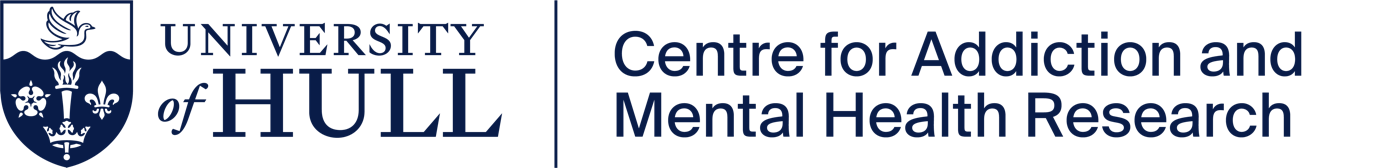 UNIVERSITY
of HULL
Centre for Addiction and
Mental Health Research